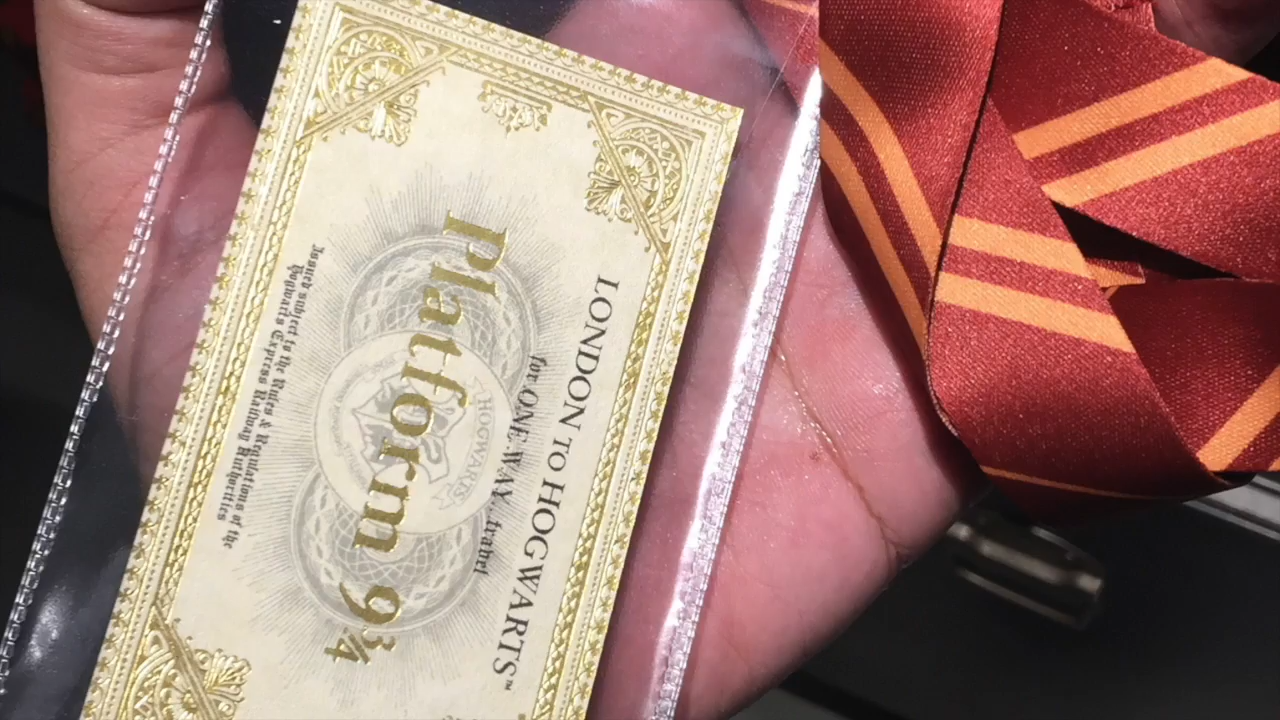 LONDON TO HOGWARTS™
for ONE WAY travel
Platform 9¾
HOGWARTS
Issued subject to the Rules & Regulations of the
Hogwarts Express Railway Authorities